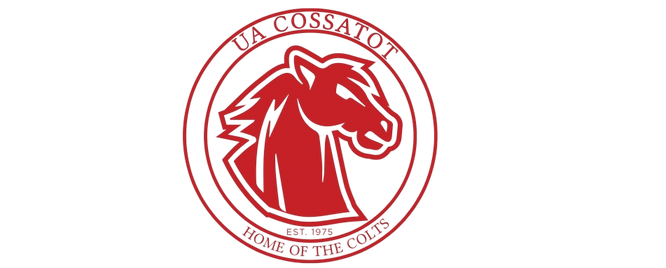 UA COSSATOT
EST. 1975
HOME OF THE COLTS